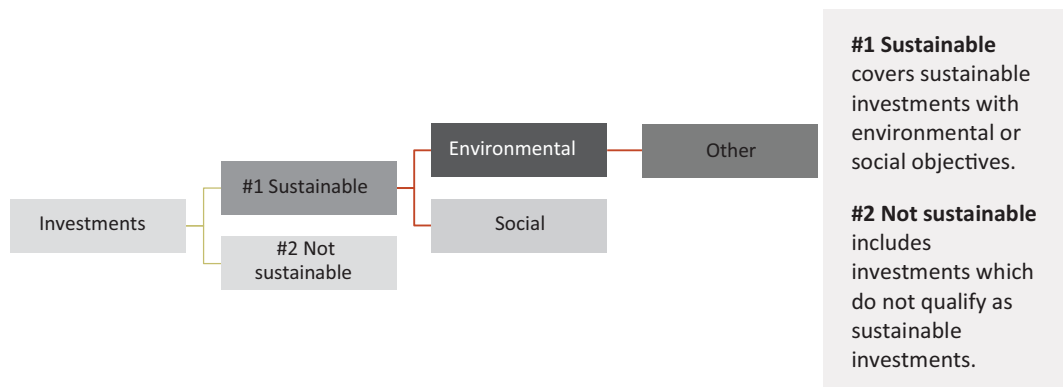 Investments
#1 Sustainable
#2 Not
sustainable
Environmental
Social
Other
#1 Sustainable
covers sustainable
investments with
environmental or
social objectives.
#2 Not sustainable
includes
investments which
do not qualify as
sustainable
investments.